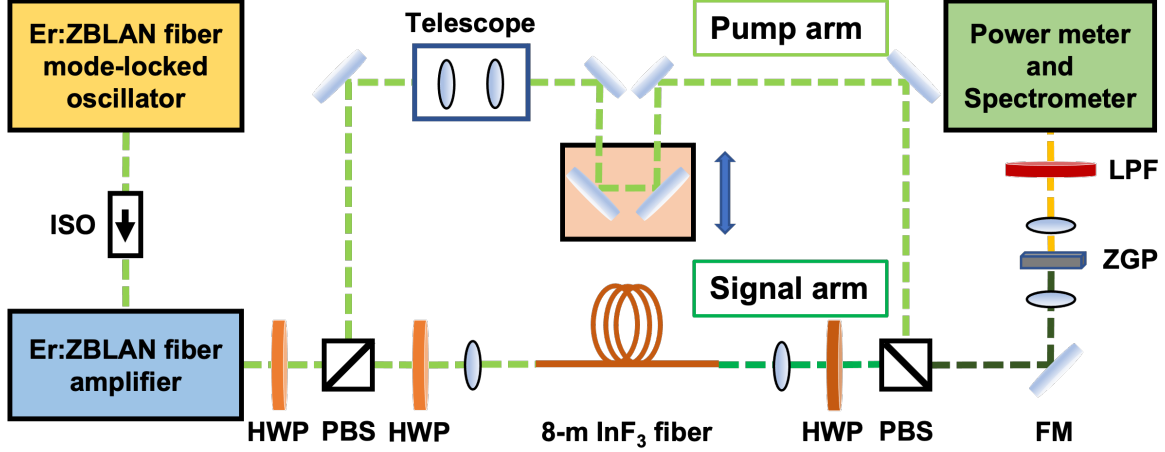 Er:ZBLAN fiber
mode-locked
oscillator
Telescope
Pump arm
Power meter
and
Spectrometer
LPF
ISO
ZGP
Signal arm
Er:ZBLAN fiber
amplifier
HWP PBS HWP
8-m InF₃ fiber
HWP PBS
FM